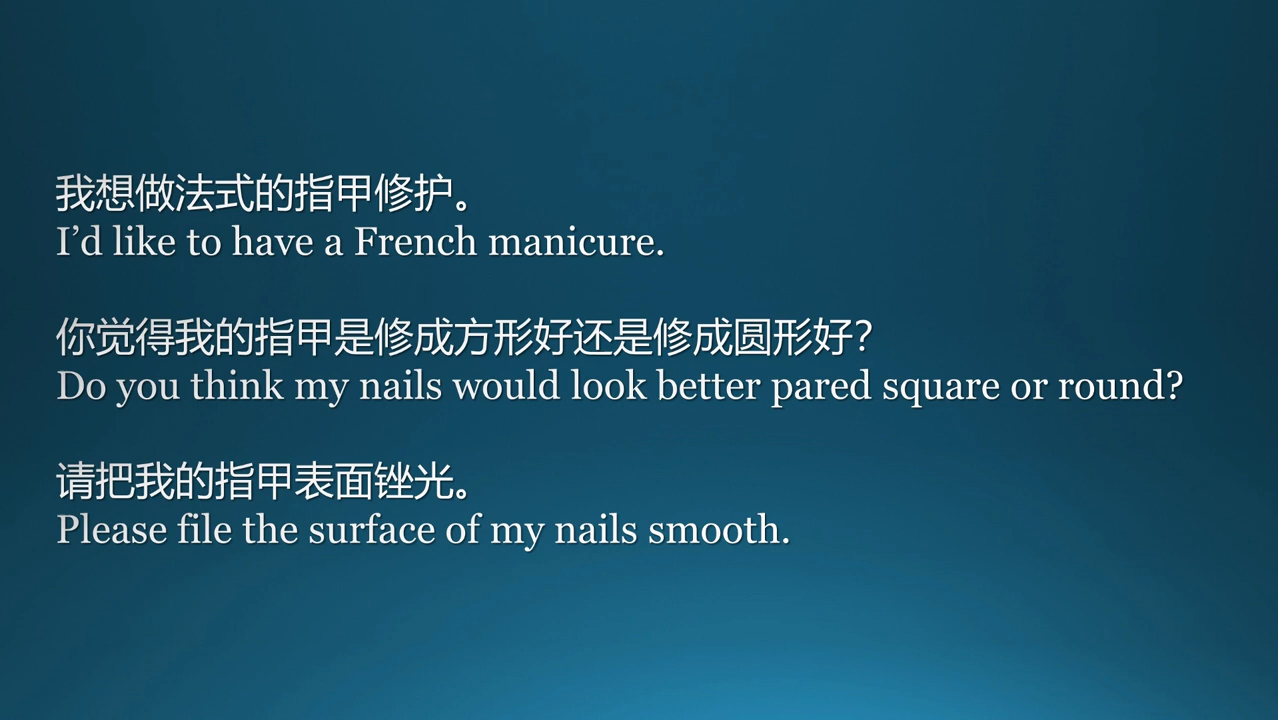 我想做法式的指甲修护。
I’d like to have a French manicure.
你觉得我的指甲是修成方形好还是修成圆形好？
Do you think my nails would look better pared square or round?
请把我的指甲表面锉光。
Please file the surface of my nails smooth.